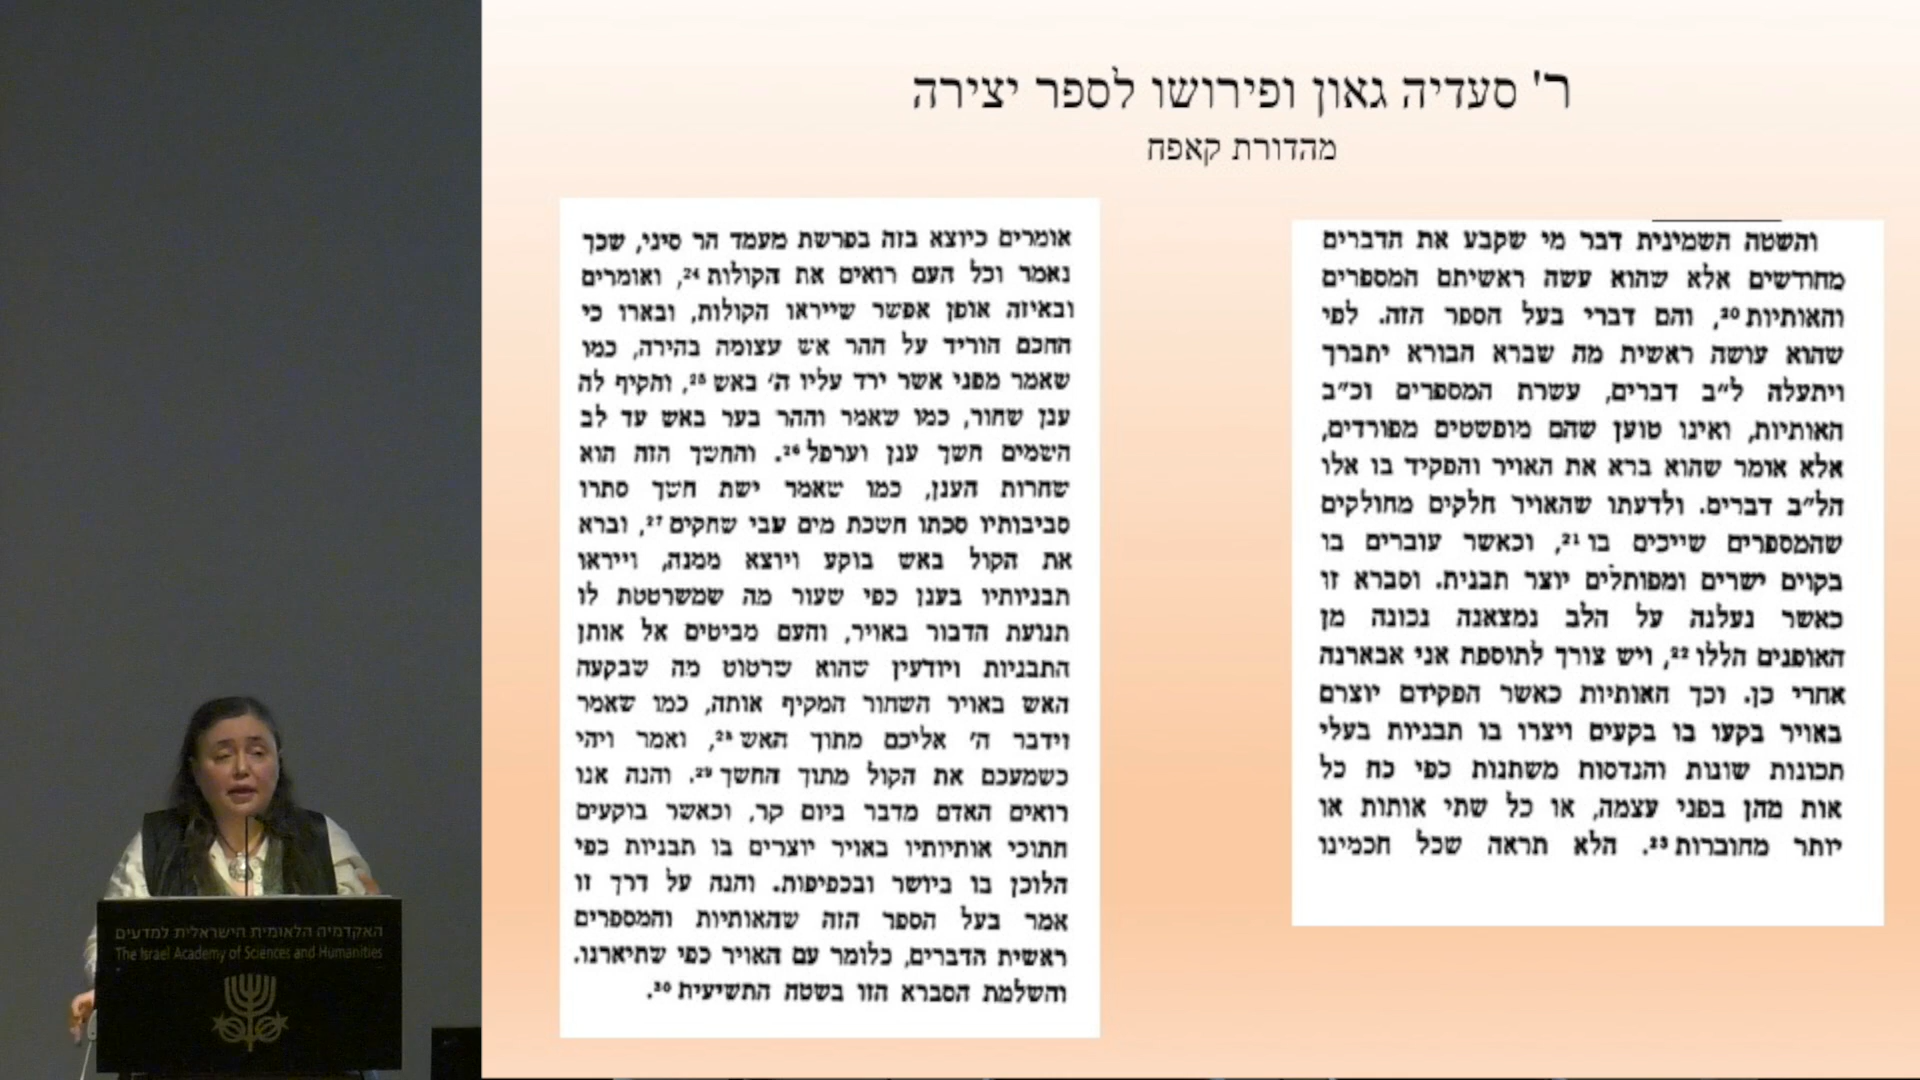 ר' סעדיה גאון ופירושו לספר יצירה
מהדורת קאפח
והשטה השמינית דבר מי שקבע את הדברים
מחודשים אלא שהוא עשה ראשיתם המספרים
והאותיות²⁰, והם דברי בעל הספר הזה. לפי
שהוא עושה ראשית מה שברא הבורא יתברך
ויתעלה ל״ב דברים, עשרת המספרים וכ״ב
האותיות, ואינו טוען שהם מופשטים מפורדים,
אלא אומר שהוא ברא את האויר והפקיד בו אלו
הל״ב דברים. ולדעתו שהאויר חלקים מחולקים
שהמספרים שייכים בו²¹, וכאשר עוברים בו
בקוים ישרים ומפותלים יוצר תבנית. וסברא זו
כאשר נעלנה על הלב נמצאנה נכונה מן
האופנים הללו²², ויש צורך לתוספת אני אבארנה
אחרי כן. וכך האותיות כאשר הפקידם יוצרם
באויר בקעו בו בקעים ויצרו בו תבניות בעלי
תכונות שונות והנדסות משתנות כפי כח כל
אות מהן בפני עצמה, או כל שתי אותות או
יותר מחוברות²³. הלא תראה שכל חכמינו
אומרים כיוצא בזה בפרשת מעמד הר סיני, שכך
נאמר וכל העם רואים את הקולות²⁴, ואומרים
ובאיזה אופן אפשר שייראו הקולות, ובארו כי
החכם הוריד על ההר אש עצומה בהירה, כמו
שאמר מפני אשר ירד עליו ה׳ באש²⁵, והקיף לה
ענן שחור, כמו שאמר וההר בער באש עד לב
השמים חשך ענן וערפל²⁶. והחשך הזה הוא
שחרות הענן, כמו שאמר ישת חשך סתרו
סביבותיו סכתו חשכת מים עבי שחקים²⁷, וברא
את הקול באש בוקע ויוצא ממנה, וייראו
תבניותיו בענן כפי שעור מה שמשרטטת לו
תנועת הדבור באויר, והעם מביטים אל אותן
התבניות ויודעין שהוא שרטוט מה שבקעה
האש באויר השחור המקיף אותה, כמו שאמר
וידבר ה׳ אליכם מתוך האש²⁸, ואמר ויהי
כשמעכם את הקול מתוך החשך²⁹. והנה אנו
רואים האדם מדבר ביום קר, וכאשר בוקעים
חתוכי אותיותיו באויר יוצרים בו תבניות כפי
הלוכן בו ביושר ובכפיפות. והנה על דרך זו
אמר בעל הספר הזה שהאותיות והמספרים
ראשית הדברים, כלומר עם האויר כפי שתיארנו.
והשלמת הסברא הזו בשטה התשיעית³⁰.
האקדמיה הלאומית הישראלית למדעים
The Israel Academy of Sciences and Humanities